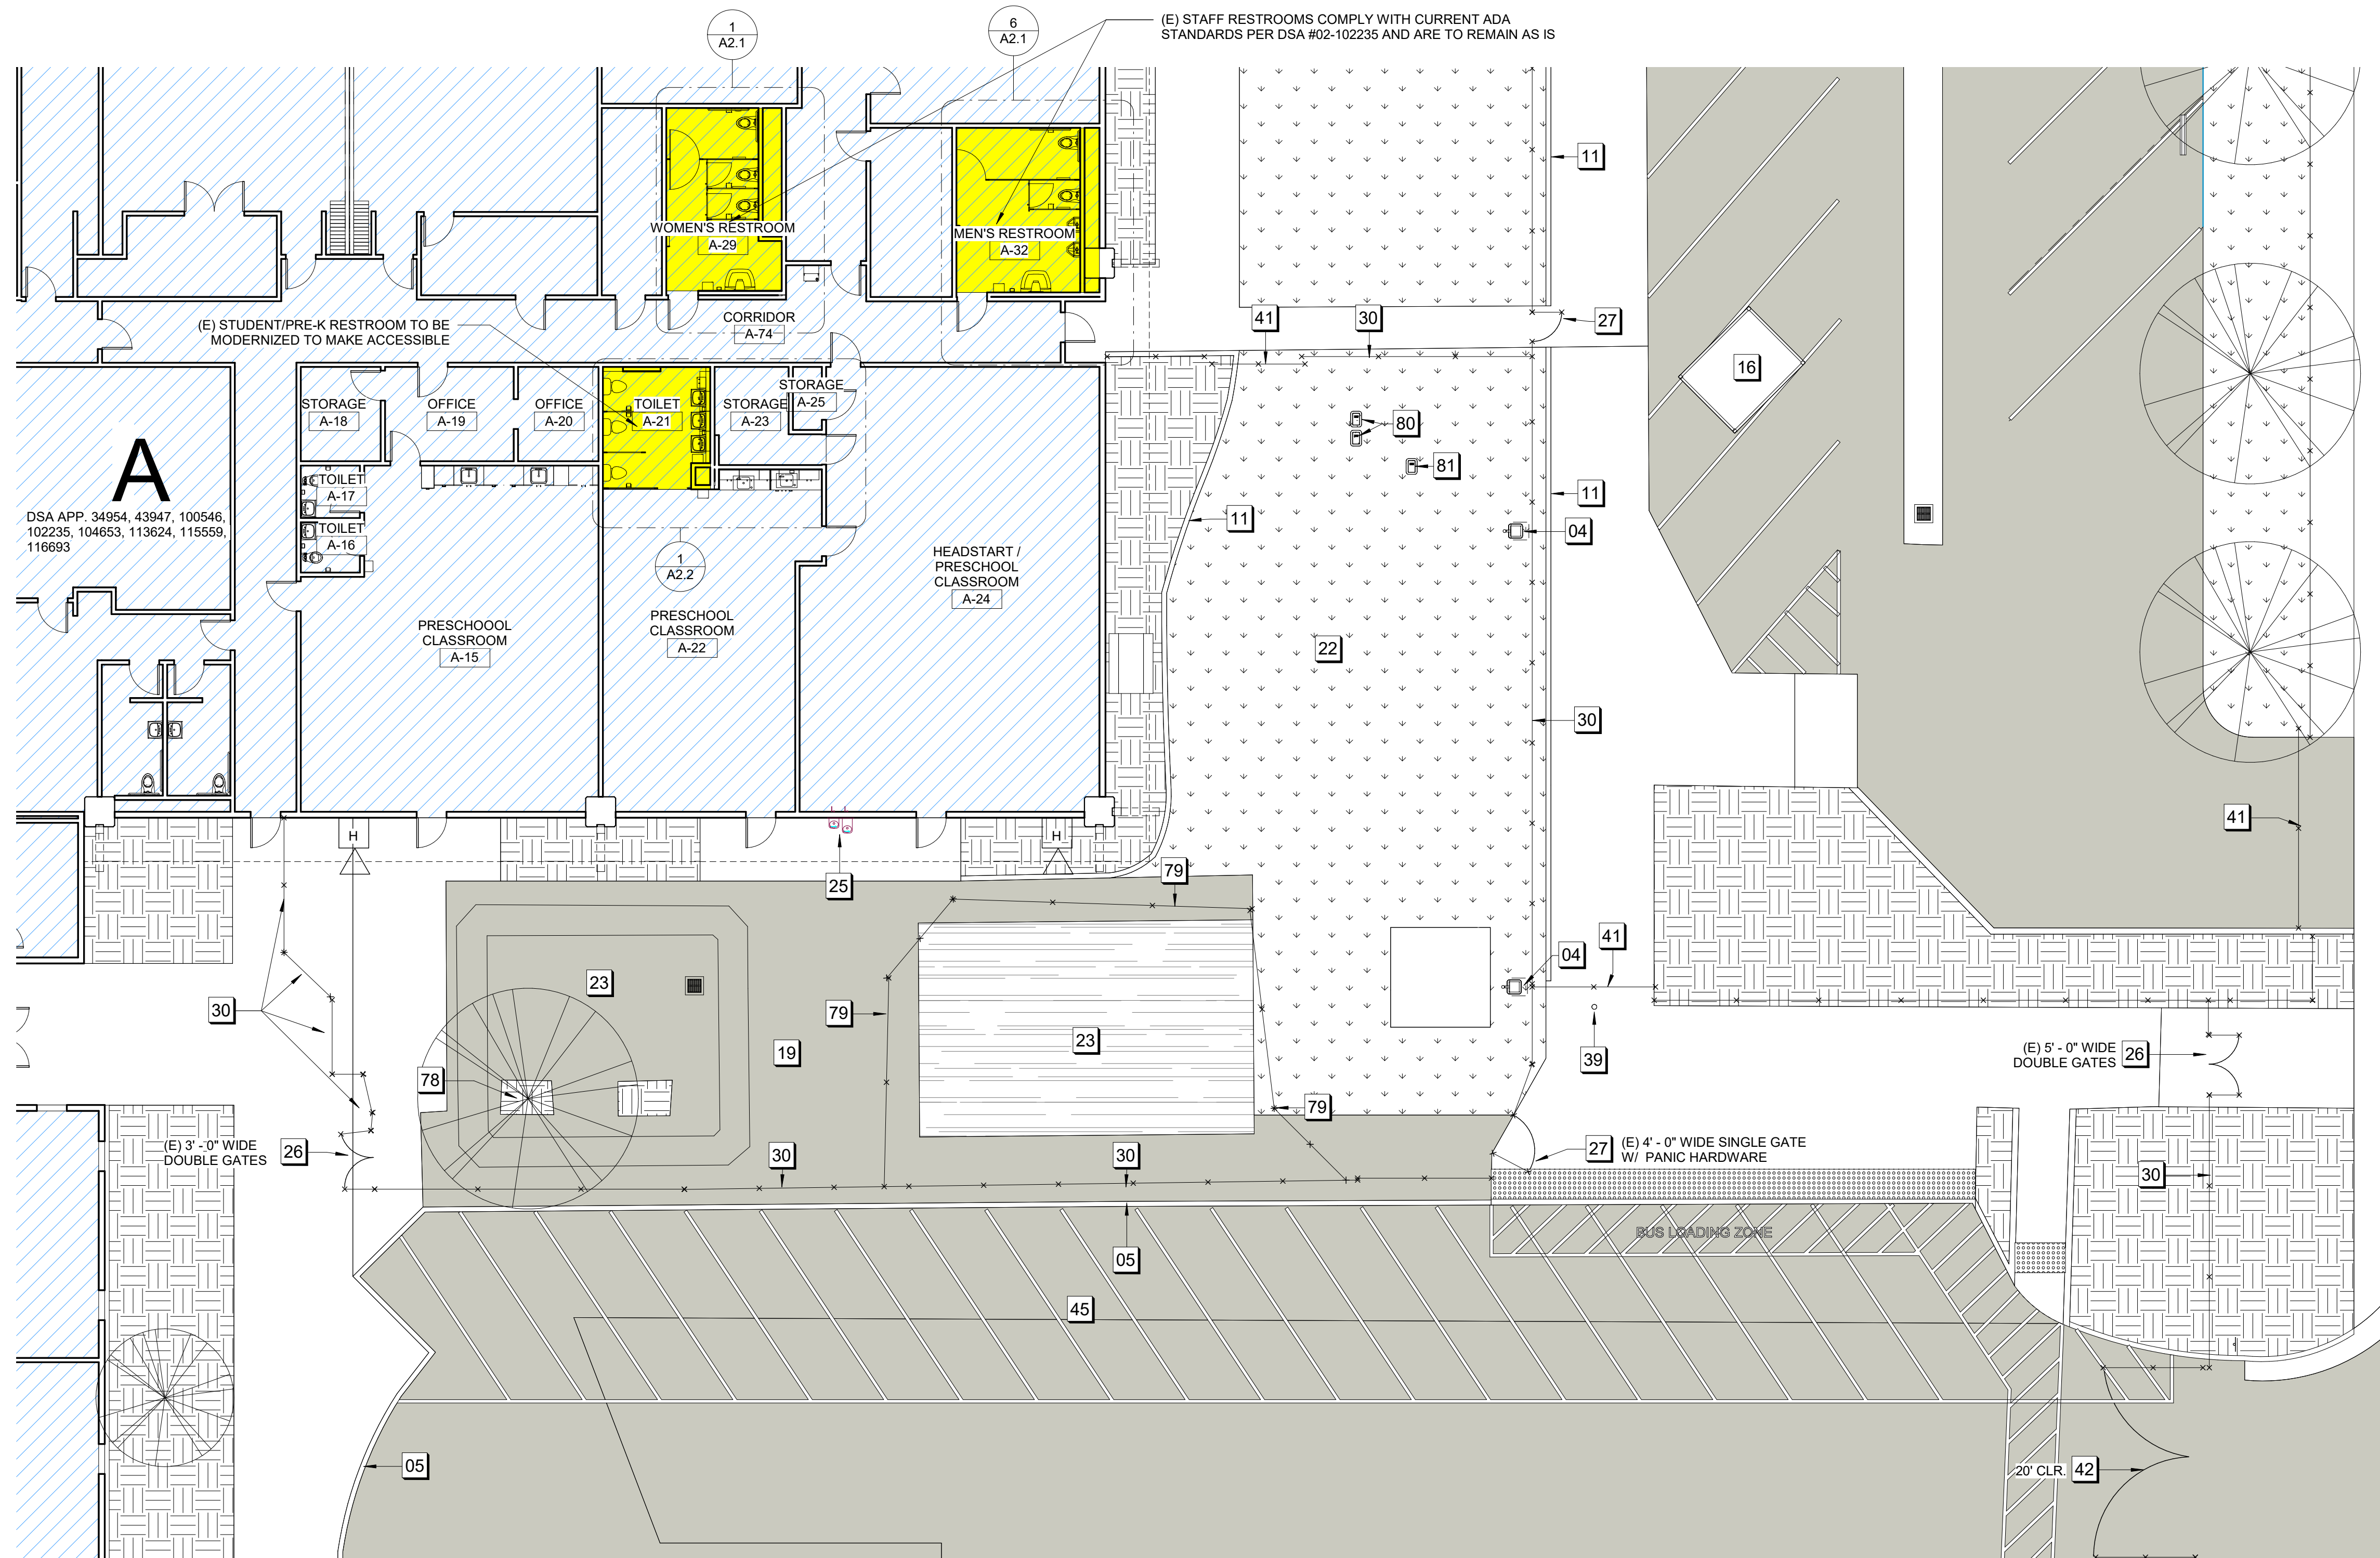 1
A2.1
6
A2.1
(E) STAFF RESTROOMS COMPLY WITH CURRENT ADA
STANDARDS PER DSA #02-102235 AND ARE TO REMAIN AS IS
11
WOMEN'S RESTROOM
A-29
MEN'S RESTROOM
A-32
(E) STUDENT/PRE-K RESTROOM TO BE
MODERNIZED TO MAKE ACCESSIBLE
CORRIDOR
A-74
41
30
27
16
STORAGE
A-18
OFFICE
A-19
OFFICE
A-20
TOILET
A-21
STORAGE
A-23
STORAGE
A-25
80
81
A
DSA APP. 34954, 43947, 100546,
102235, 104653, 113624, 115559,
116693
TOILET
A-17
TOILET
A-16
11
11
04
1
A2.2
HEADSTART /
PRESCHOOL
CLASSROOM
A-24
PRESCHOOOL
CLASSROOM
A-15
PRESCHOOL
CLASSROOM
A-22
22
30
41
H
H
25
79
23
79
23
19
78
30
04
41
39
(E) 5' - 0" WIDE
DOUBLE GATES
26
79
(E) 3' - 0" WIDE
DOUBLE GATES
26
30
30
27
(E) 4' - 0" WIDE SINGLE GATE
W/ PANIC HARDWARE
30
BUS LOADING ZONE
05
45
05
20' CLR.
42